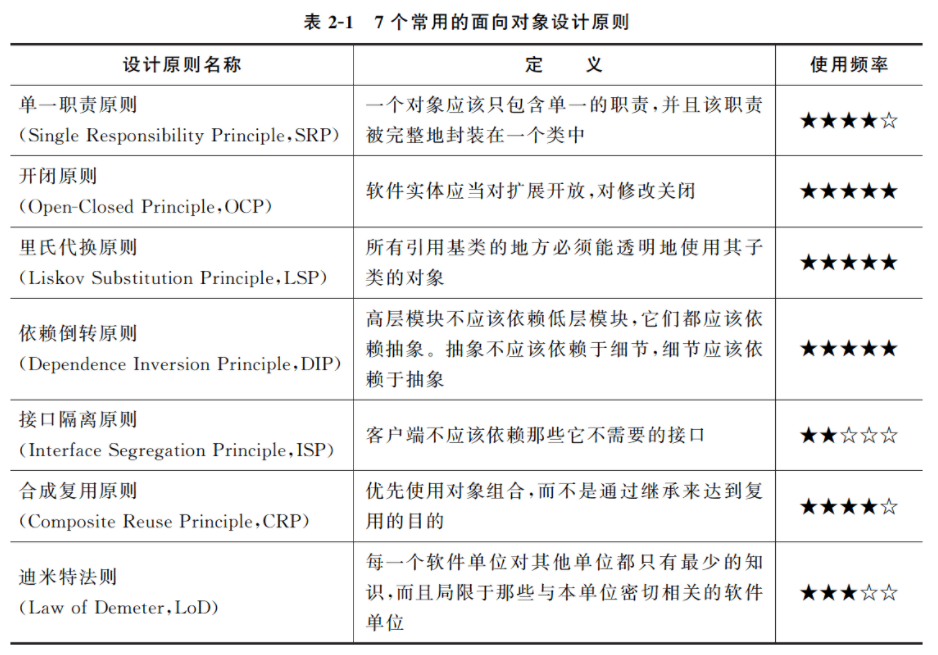 表 2-1 7 个常用的面向对象设计原则
设计原则名称 定 义 使用频率
单一职责原则
(Single Responsibility Principle,SRP)
一个对象应该只包含单一的职责,并且该职责
被完整地封装在一个类中
★★★★☆
开闭原则
(Open-Closed Principle,OCP)
软件实体应当对扩展开放,对修改关闭
★★★★★
里氏代换原则
(Liskov Substitution Principle,LSP)
所有引用基类的地方必须能透明地使用其子
类的对象
★★★★★
依赖倒转原则
(Dependence Inversion Principle,DIP)
高层模块不应该依赖低层模块,它们都应该依
赖抽象。抽象不应该依赖于细节,细节应该依
赖于抽象
★★★★★
接口隔离原则
(Interface Segregation Principle,ISP)
客户端不应该依赖那些它不需要的接口
★★☆☆☆
合成复用原则
(Composite Reuse Principle,CRP)
优先使用对象组合,而不是通过继承来达到复
用的目的
★★★★☆
迪米特法则
(Law of Demeter,LoD)
每一个软件单位对其他单位都只有最少的知
识,而且局限于那些与本单位密切相关的软件
单位
★★★☆☆